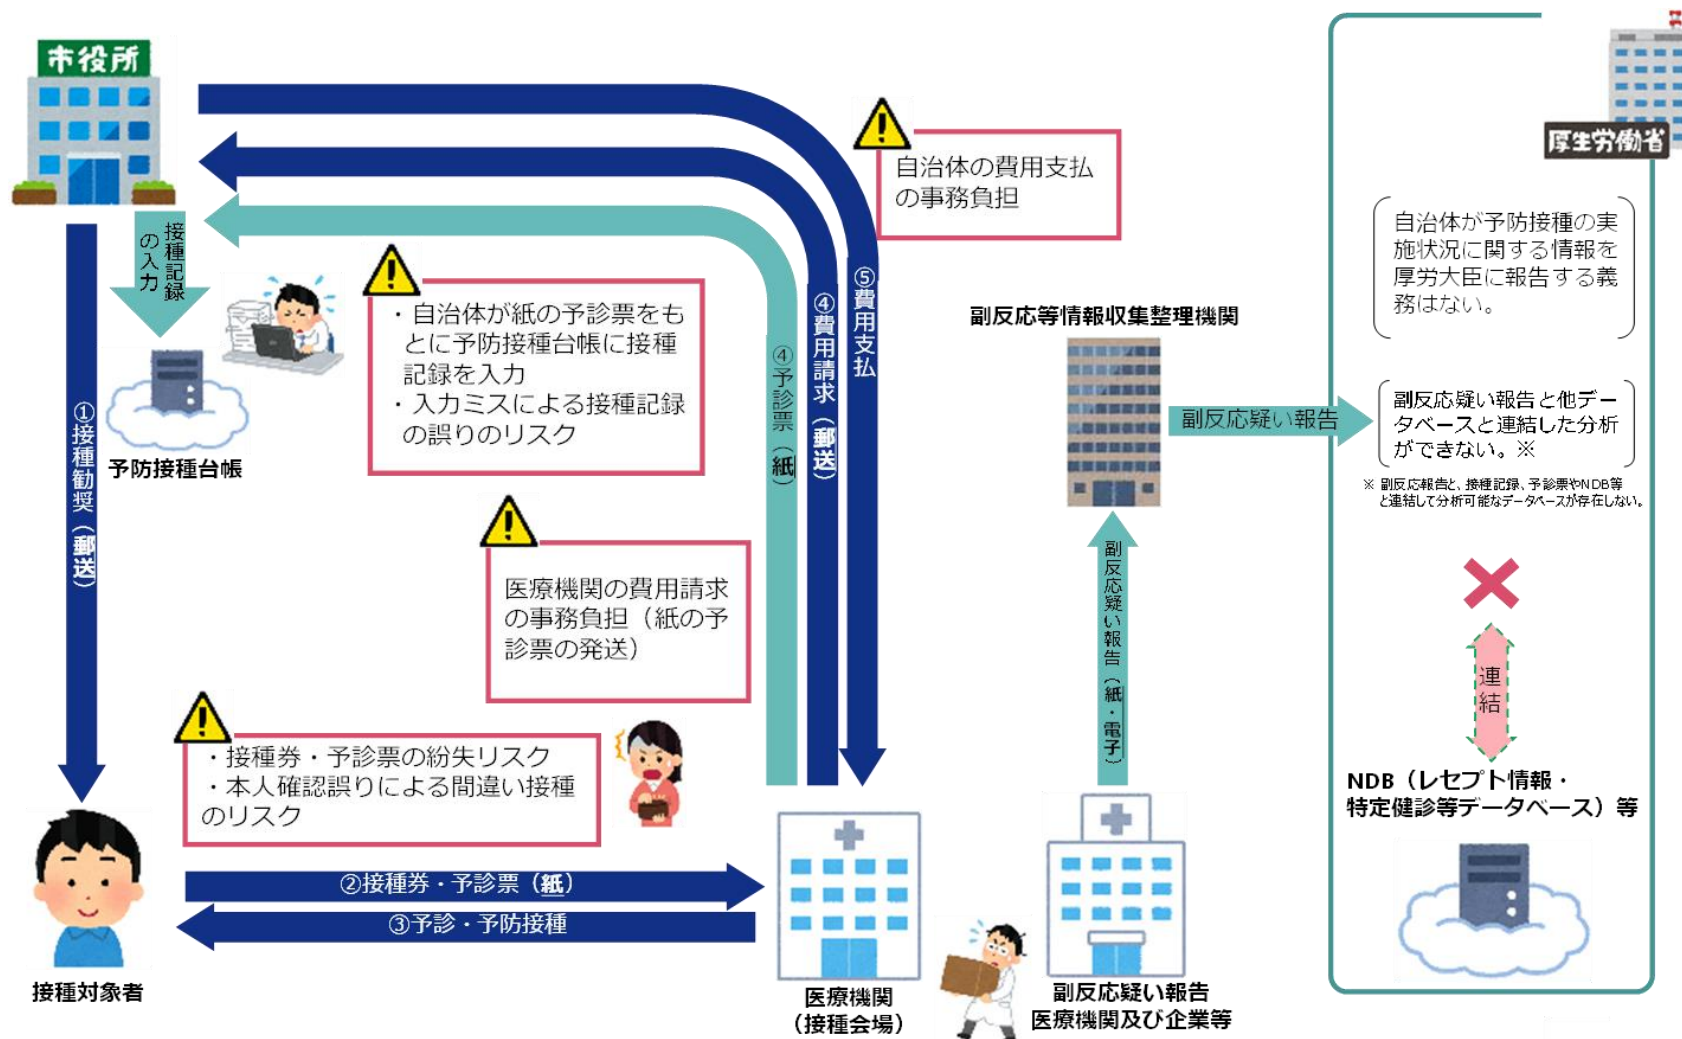 市役所
厚生労働省
自治体の費用支払
の事務負担
自治体が予防接種の実
施状況に関する情報を
厚労大臣に報告する義
務はない。
接種記録
の入力
・自治体が紙の予診票をも
とに予防接種台帳に接種
記録を入力
・入力ミスによる接種記録
の誤りのリスク
予防接種台帳
①接種勧奨（郵送）
④予診票（紙）
④費用請求（郵送）
⑤費用支払
副反応等情報収集整理機関
副反応疑い報告
副反応疑い報告と他デー
タベースと連結した分析
ができない。※
※ 副反応報告と、接種記録、予診票やNDB等
と連結して分析可能なデータベースが存在しない。
医療機関の費用請求
の事務負担（紙の予
診票の発送）
副反応疑い報告（紙・電子）
連結
・接種券・予診票の紛失リスク
・本人確認誤りによる間違い接種
のリスク
NDB（レセプト情報・
特定健診等データベース）等
②接種券・予診票（紙）
③予診・予防接種
接種対象者
医療機関
（接種会場）
副反応疑い報告
医療機関及び企業等